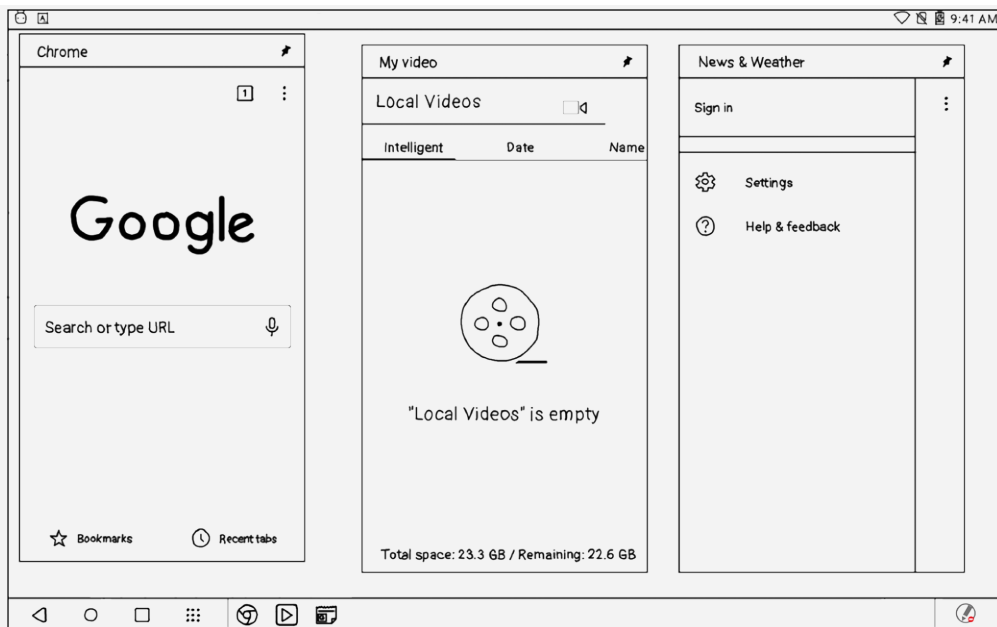 A
9:41 AM
Chrome
1
Google
Search or type URL
Bookmarks
Recent tabs
My video
Local Videos
Intelligent Date Name
"Local Videos" is empty
Total space: 23.3 GB / Remaining: 22.6 GB
News & Weather
Sign in
Settings
Help & feedback